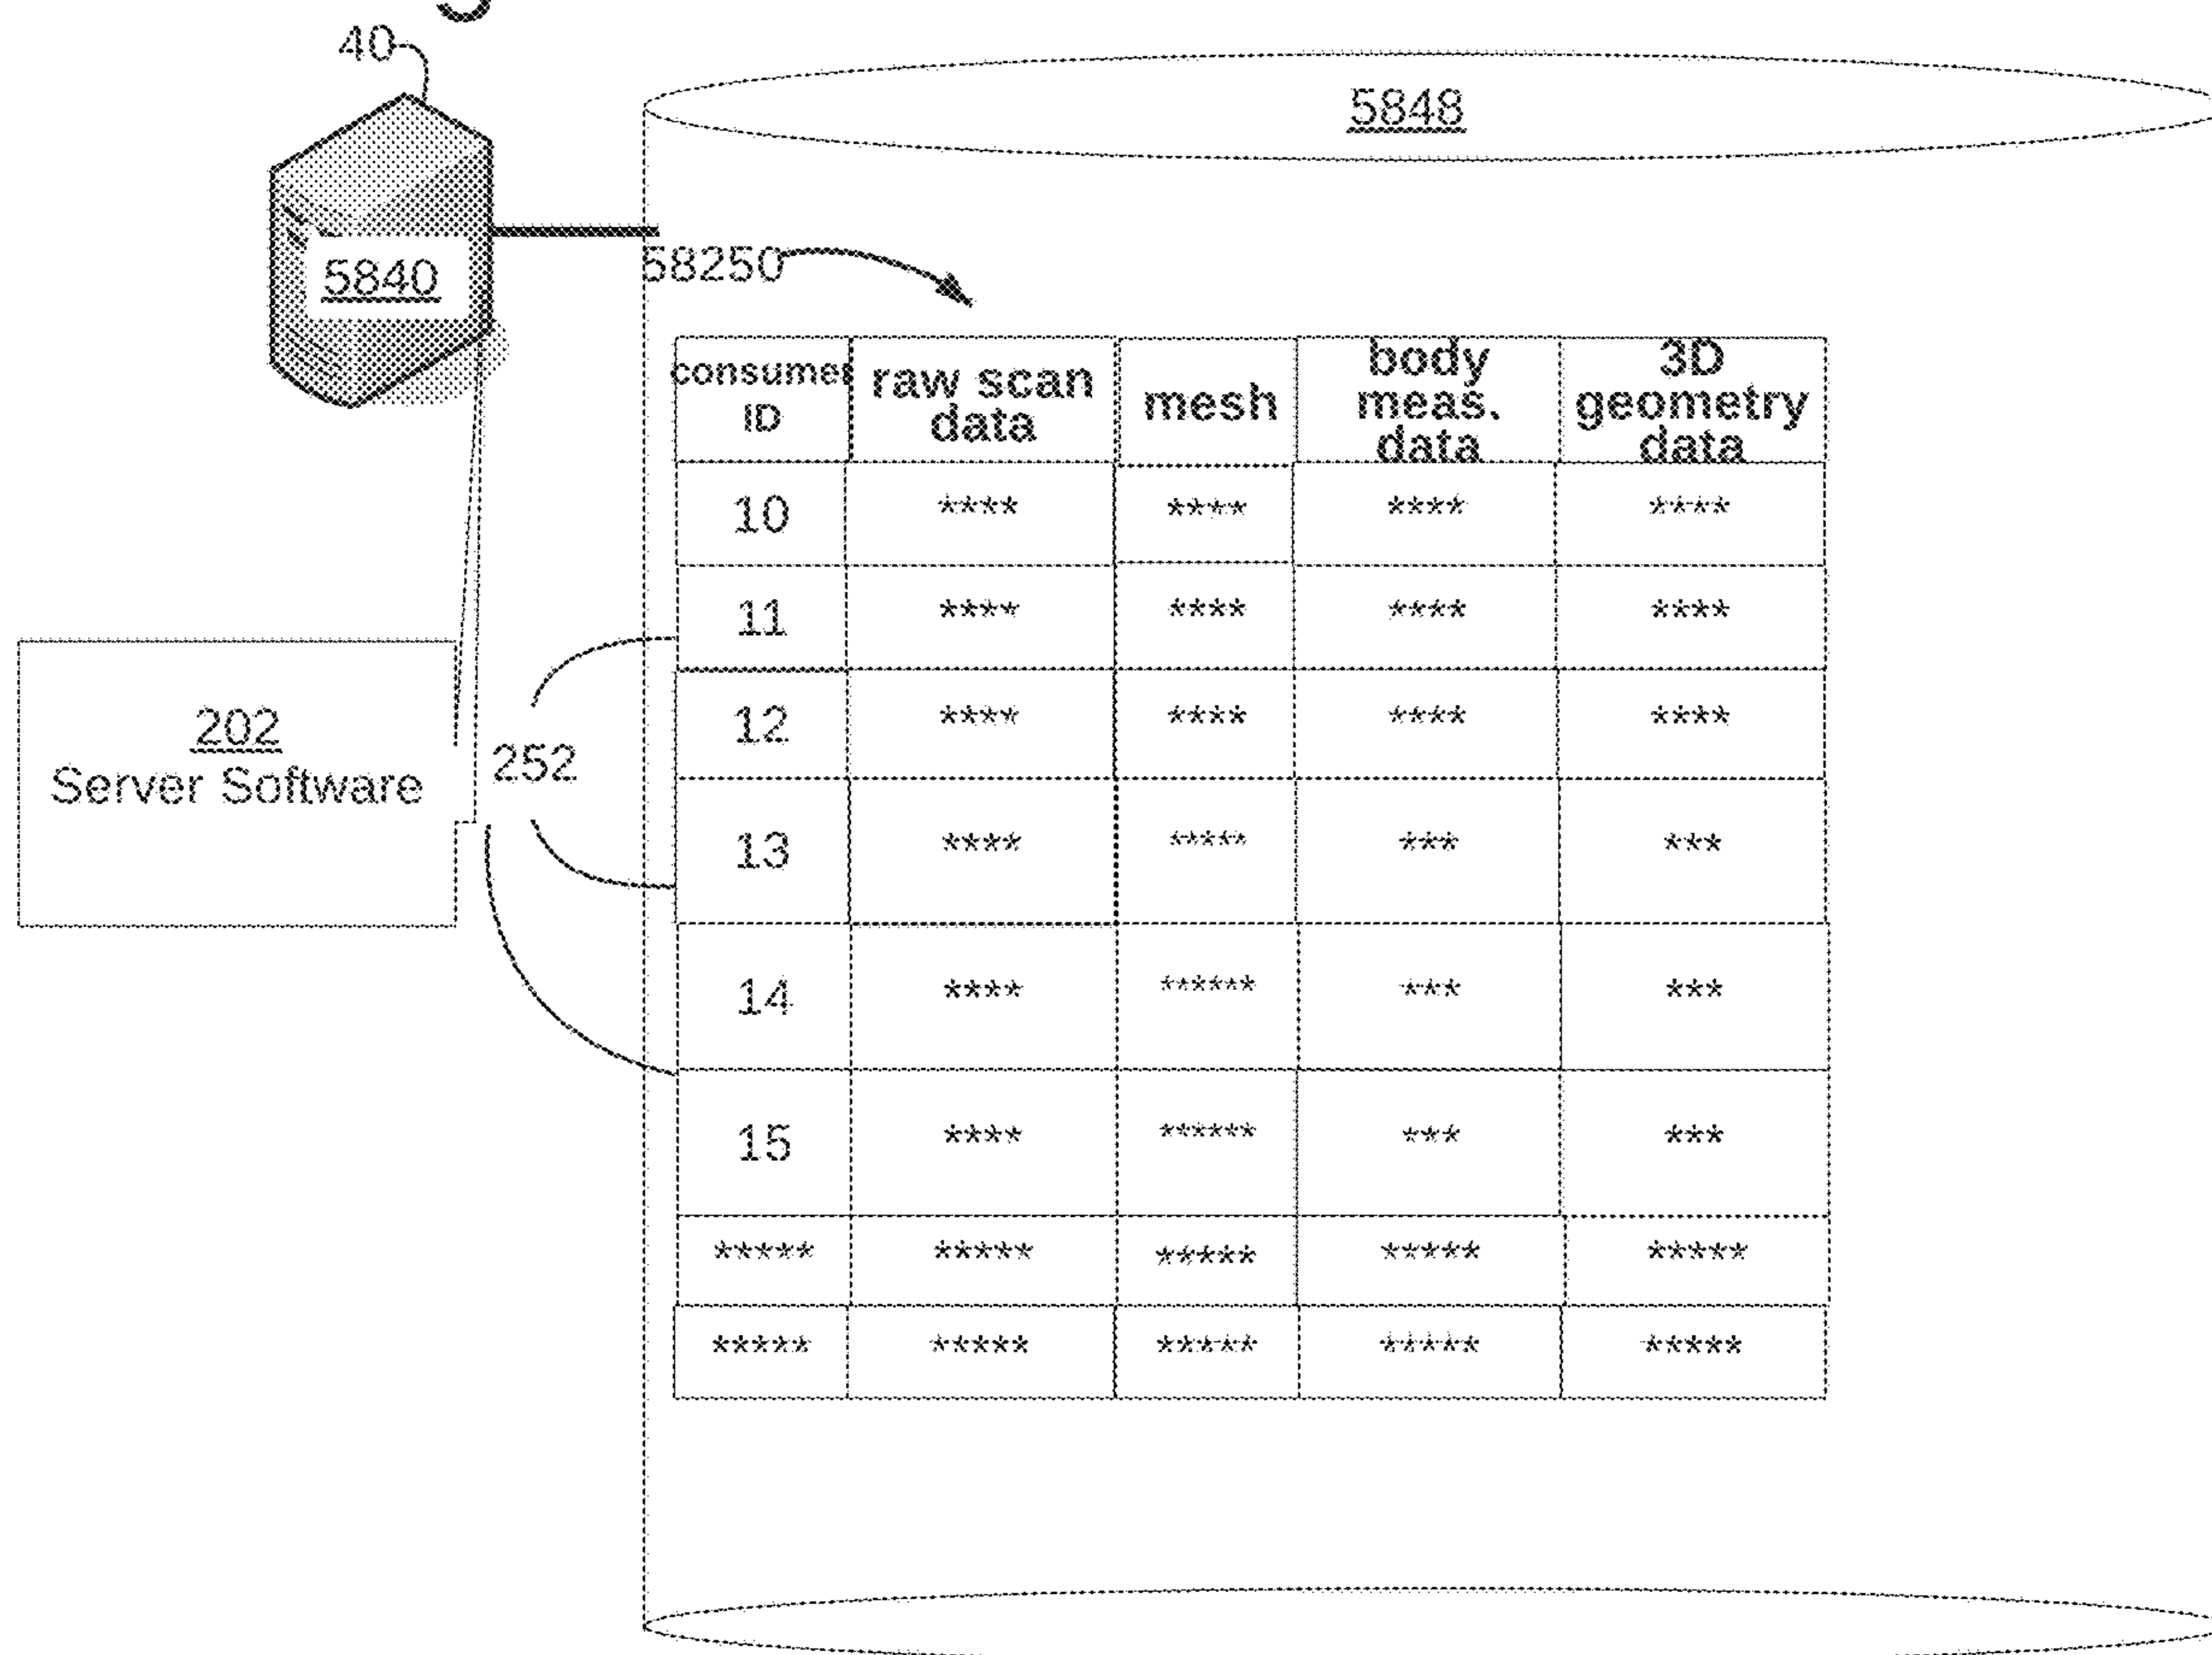 40
5848
5840
58250
consumer ID raw scan data mesh body meas. data 3D geometry data
10 **** **** **** ****
11 **** **** **** ****
12 **** **** **** ****
13 **** ***** *** ***
14 **** ****** *** ***
15 **** ****** *** ***
***** ***** ***** ***** *****
***** ***** ***** ***** *****
202
Server Software
252